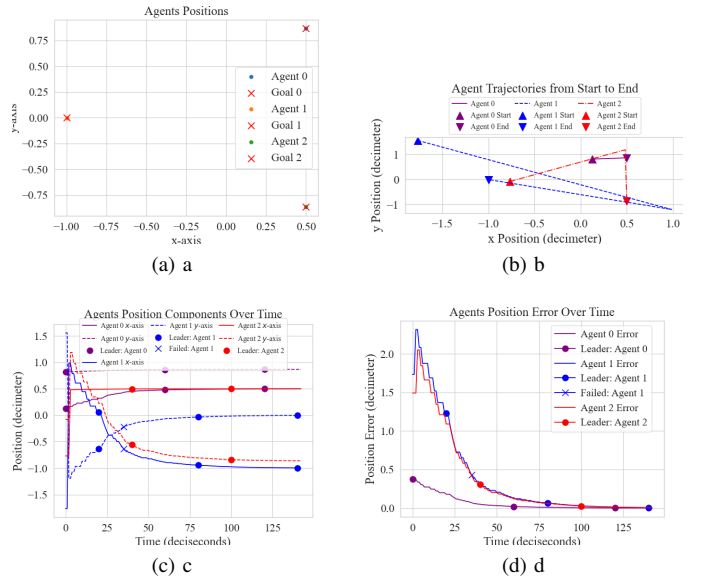 Agents Positions
0.75
0.50
0.25
0.00
−0.25
−0.50
−0.75
y-axis
Agent 0
Goal 0
Agent 1
Goal 1
Agent 2
Goal 2
−1.00 −0.75 −0.50 −0.25 0.00 0.25 0.50
x-axis
(a) a
Agent Trajectories from Start to End
Agent 0 Agent 1 Agent 2
Agent 0 Start Agent 1 Start Agent 2 Start
Agent 0 End Agent 1 End Agent 2 End
1
0
−1
y Position (decimeter)
−1.5 −1.0 −0.5 0.0 0.5 1.0
x Position (decimeter)
(b) b
Agents Position Components Over Time
Agent 0 x-axis Agent 1 y-axis Agent 2 x-axis
Agent 0 y-axis Leader: Agent 1 Agent 2 y-axis
Leader: Agent 0 Failed: Agent 1 Leader: Agent 2
Agent 1 x-axis
1.5
1.0
0.5
0.0
−0.5
−1.0
−1.5
Position (decimeter)
0 25 50 75 100 125
Time (deciseconds)
(c) c
Agents Position Error Over Time
Agent 0 Error
Leader: Agent 0
Agent 1 Error
Leader: Agent 1
Failed: Agent 1
Agent 2 Error
Leader: Agent 2
2.0
1.5
1.0
0.5
0.0
Position Error (decimeter)
0 25 50 75 100 125
Time (deciseconds)
(d) d